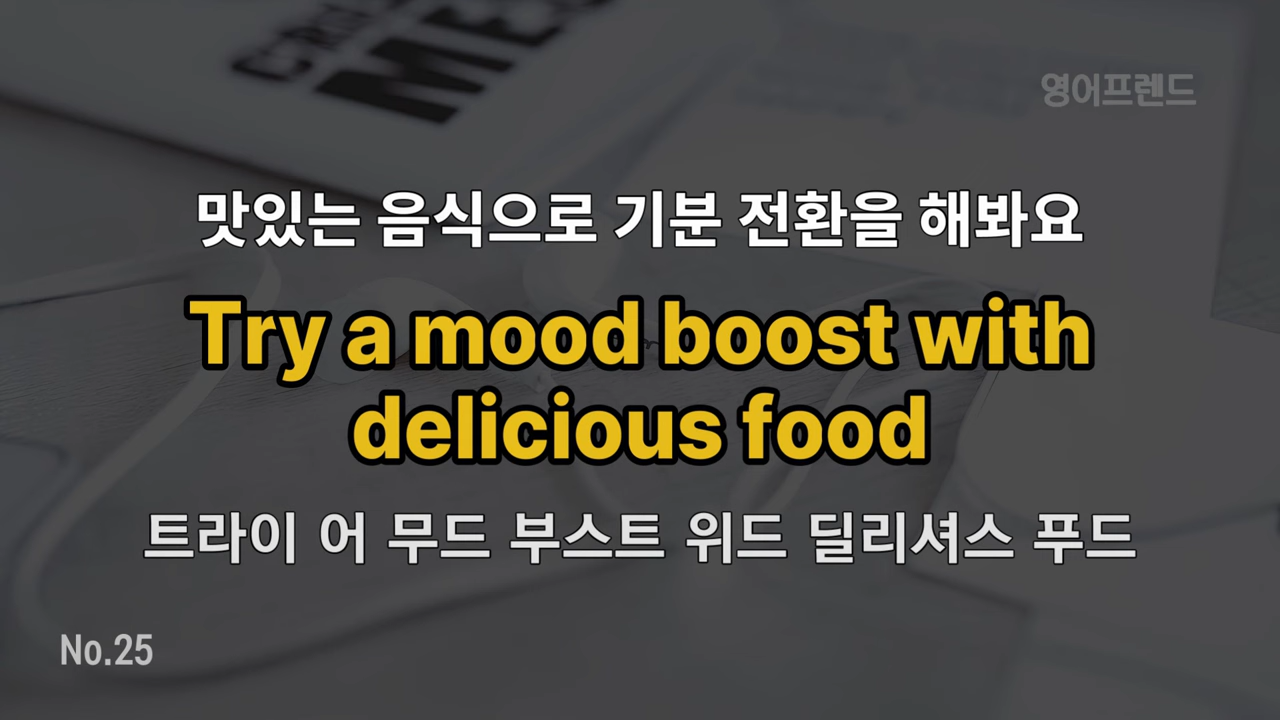 영어프렌드
맛있는 음식으로 기분 전환을 해봐요
Try a mood boost with
delicious food
트라이 어 무드 부스트 위드 딜리셔스 푸드
No.25